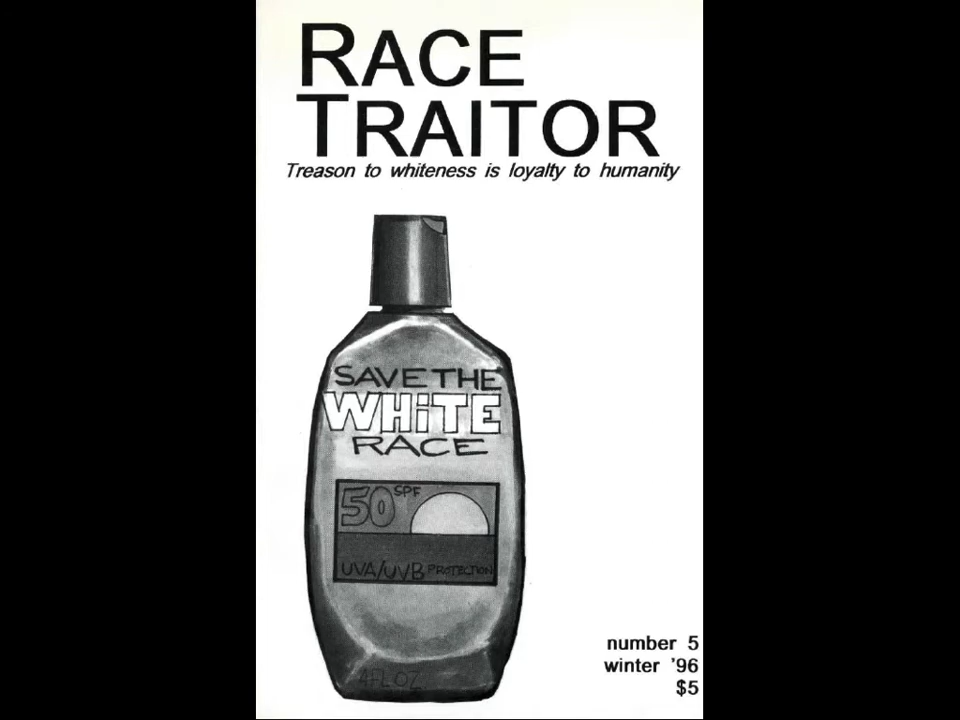 RACE
TRAITOR
Treason to whiteness is loyalty to humanity
SAVE THE
WHiTE
RACE
50 SPF
UVA/UVB PROTECTION
4 FL OZ
number 5
winter '96
$5